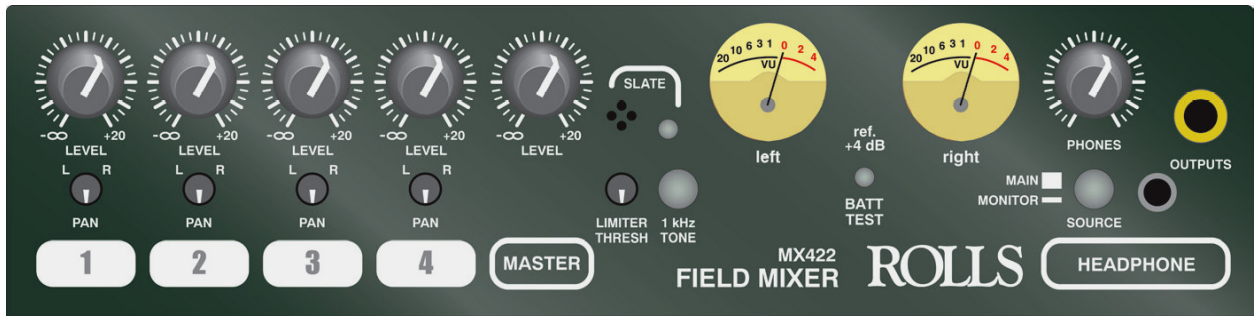 -∞ +20
LEVEL
L R
PAN
1
-∞ +20
LEVEL
L R
PAN
2
-∞ +20
LEVEL
L R
PAN
3
-∞ +20
LEVEL
L R
PAN
4
-∞ +20
LEVEL
MASTER
SLATE
LIMITER
THRESH
1 kHz
TONE
20 10 6 3 1 0 2 4
VU
left
ref.
+4 dB
BATT
TEST
20 10 6 3 1 0 2 4
VU
right
MX422
FIELD MIXER
ROLLS
PHONES
OUTPUTS
MAIN
MONITOR
SOURCE
HEADPHONE